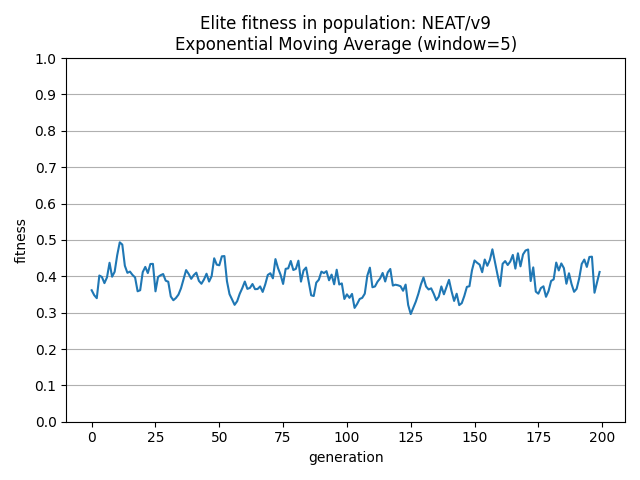 Elite fitness in population: NEAT/v9
Exponential Moving Average (window=5)
1.0
0.9
0.8
0.7
0.6
0.5
0.4
0.3
0.2
0.1
0.0
fitness
0 25 50 75 100 125 150 175 200
generation